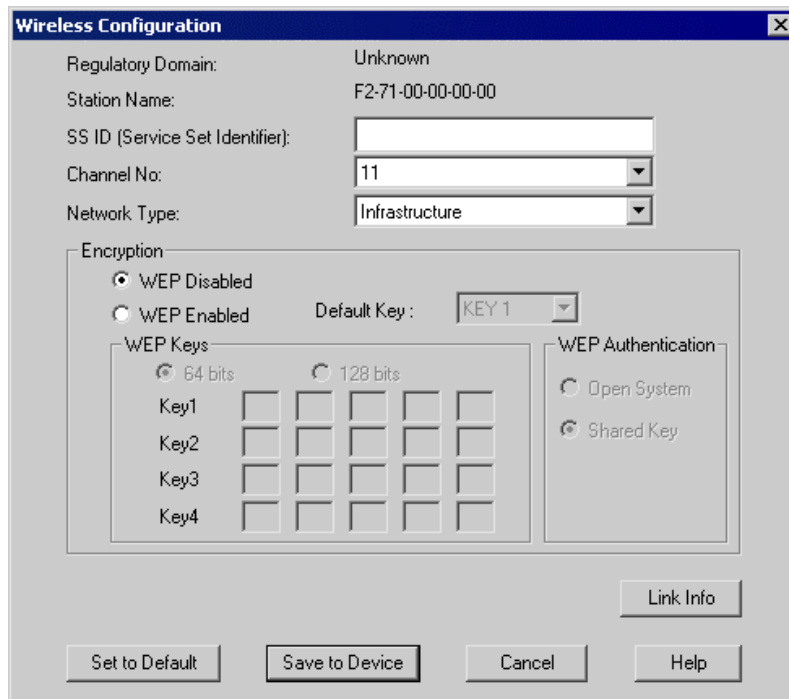 Wireless Configuration
Regulatory Domain: Unknown
Station Name: F2-71-00-00-00-00
SS ID (Service Set Identifier):
Channel No: 11
Network Type: Infrastructure
Encryption
WEP Disabled
WEP Enabled Default Key : KEY 1
WEP Keys WEP Authentication
64 bits 128 bits Open System
Key1
Key2 Shared Key
Key3
Key4
Link Info
Set to Default Save to Device Cancel Help